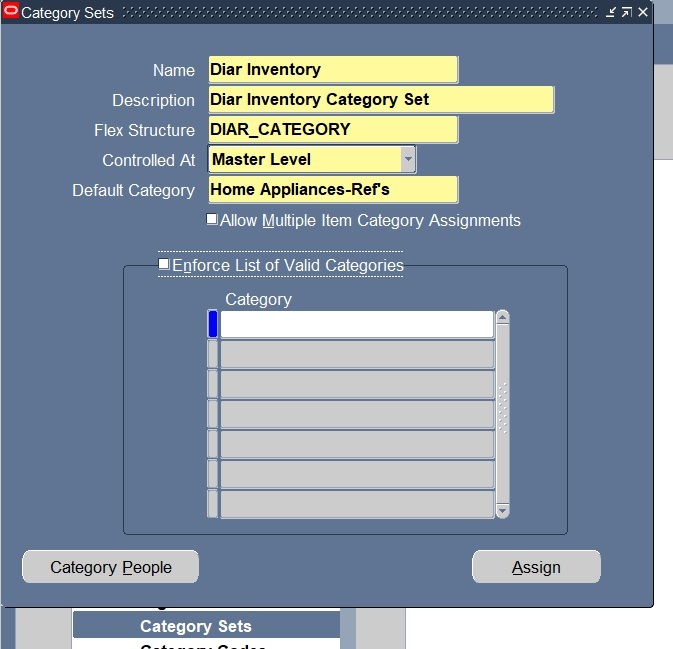 Category Sets
Name Diar Inventory
Description Diar Inventory Category Set
Flex Structure DIAR_CATEGORY
Controlled At Master Level
Default Category Home Appliances-Ref's
Allow Multiple Item Category Assignments
Enforce List of Valid Categories
Category
Category People Assign
Category Sets
Category Codes